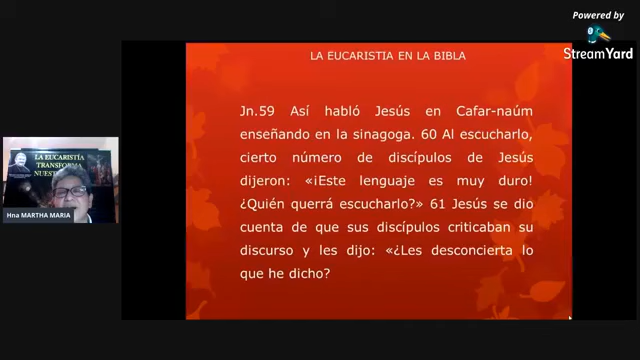 Powered by
StreamYard
LA EUCARISTIA EN LA BIBLA
Jn.59 Así habló Jesús en Cafar-naúm
enseñando en la sinagoga. 60 Al escucharlo,
cierto número de discípulos de Jesús
dijeron: «¡Este lenguaje es muy duro!
¿Quién querrá escucharlo?» 61 Jesús se dio
cuenta de que sus discípulos criticaban su
discurso y les dijo: «¿Les desconcierta lo
que he dicho?
LA EUCARISTÍA
TRANSFORMA
Hna MARTHA MARIA